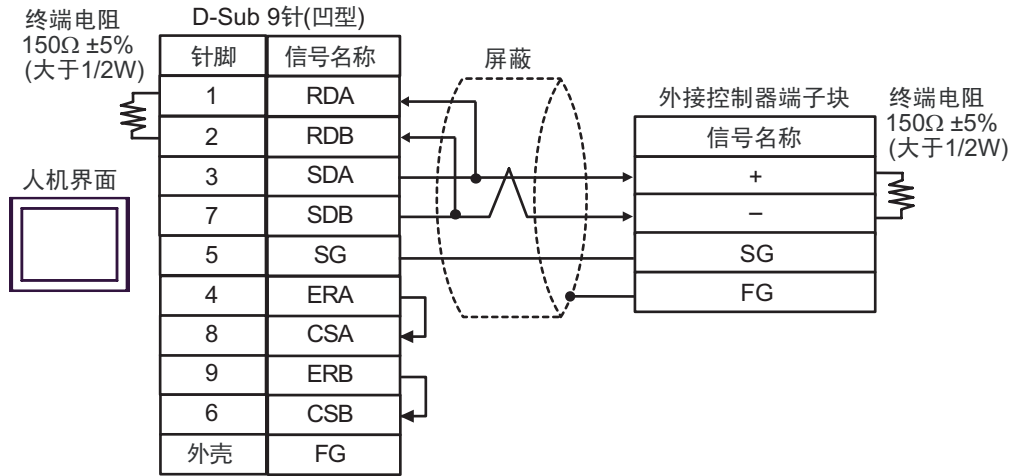 终端电阻
150Ω ±5%
(大于1/2W)
D-Sub 9针(凹型)
针脚 信号名称
1 RDA
2 RDB
3 SDA
7 SDB
5 SG
4 ERA
8 CSA
9 ERB
6 CSB
外壳 FG
人机界面
屏蔽
外接控制器端子块
信号名称
+
–
SG
FG
终端电阻
150Ω ±5%
(大于1/2W)